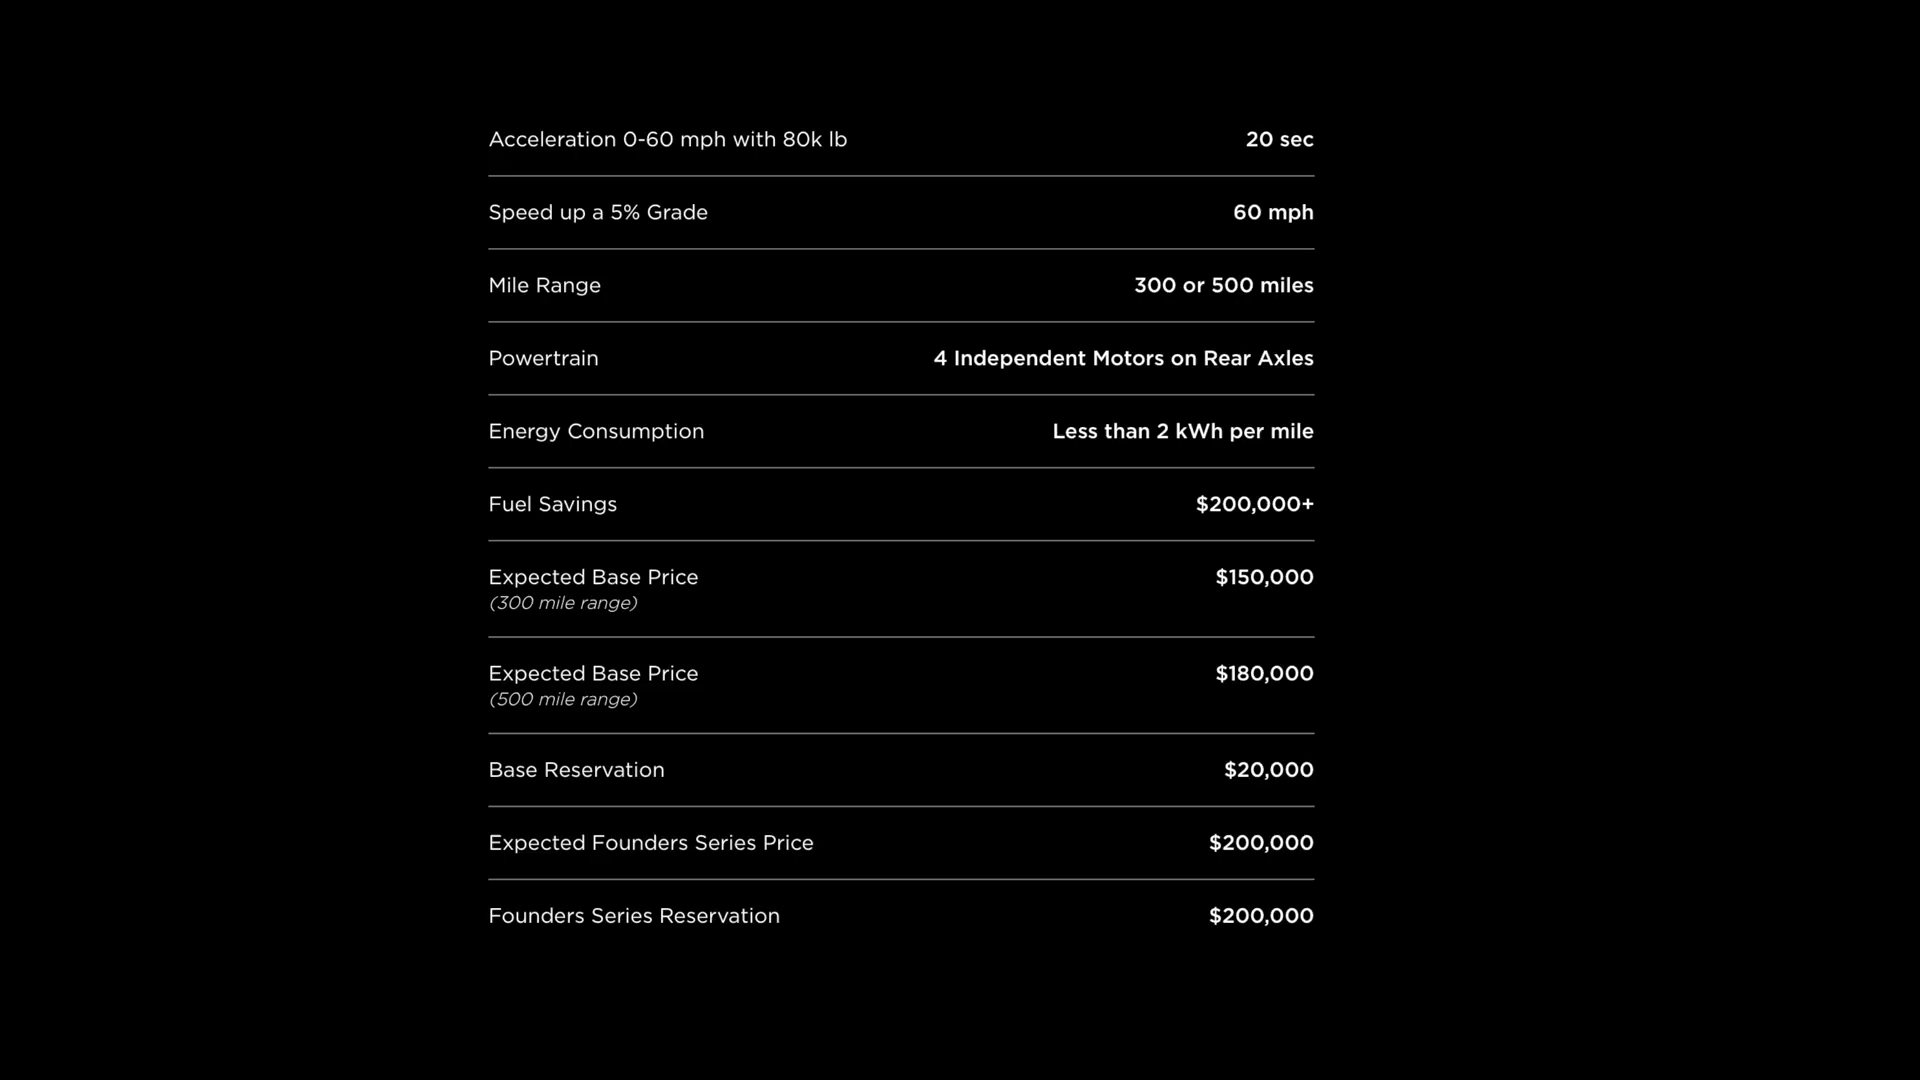 Acceleration 0-60 mph with 80k lb 20 sec
Speed up a 5% Grade 60 mph
Mile Range 300 or 500 miles
Powertrain 4 Independent Motors on Rear Axles
Energy Consumption Less than 2 kWh per mile
Fuel Savings $200,000+
Expected Base Price $150,000
(300 mile range)
Expected Base Price $180,000
(500 mile range)
Base Reservation $20,000
Expected Founders Series Price $200,000
Founders Series Reservation $200,000